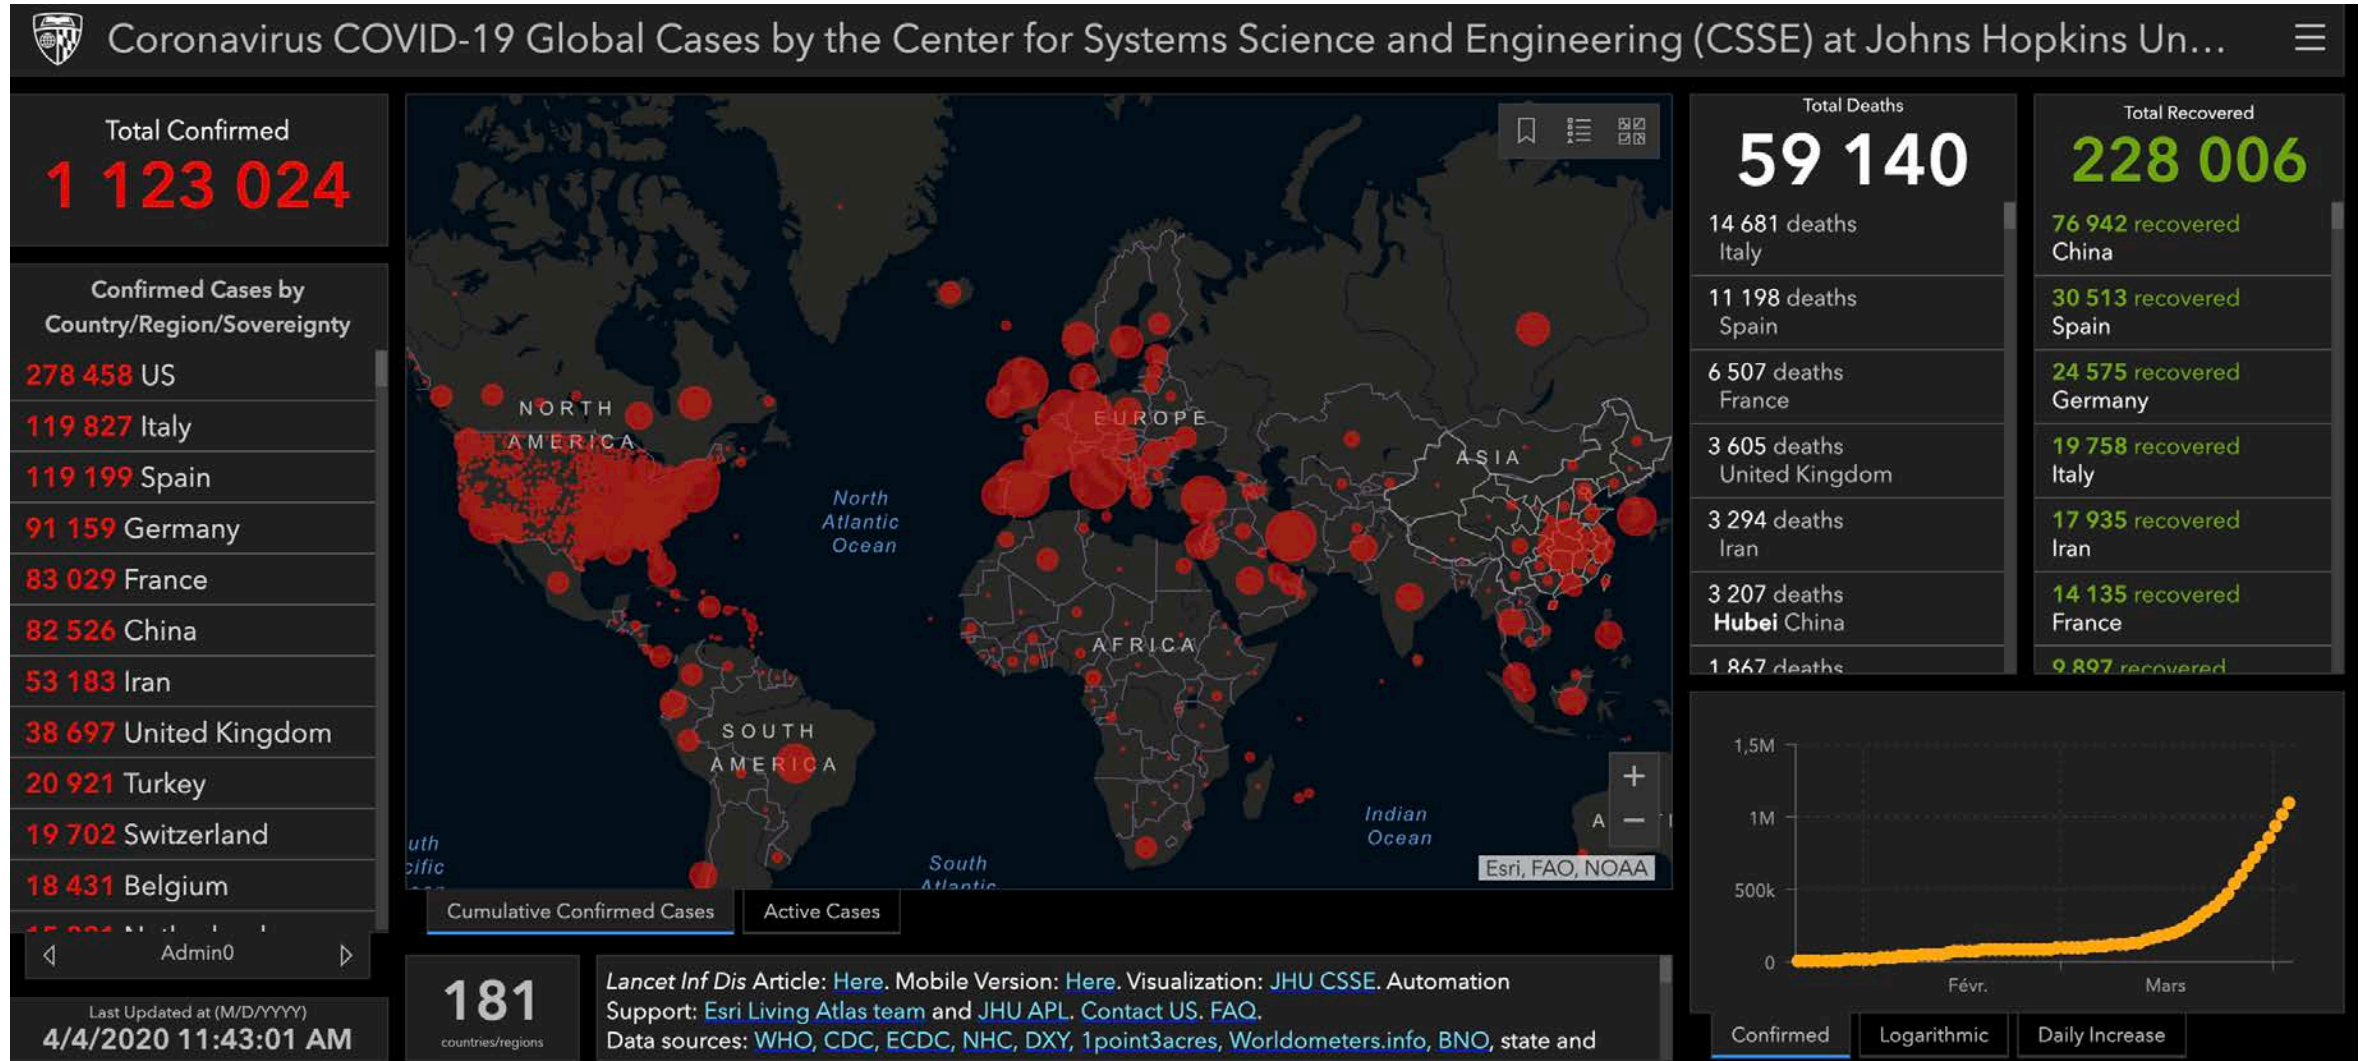 Coronavirus COVID-19 Global Cases by the Center for Systems Science and Engineering (CSSE) at Johns Hopkins Un...
Total Confirmed
1 123 024
Confirmed Cases by
Country/Region/Sovereignty
278 458 US
119 827 Italy
119 199 Spain
91 159 Germany
83 029 France
82 526 China
53 183 Iran
38 697 United Kingdom
20 921 Turkey
19 702 Switzerland
18 431 Belgium
Admin0
Last Updated at (M/D/YYYY)
4/4/2020 11:43:01 AM
NORTH
AMERICA
EUROPE
ASIA
North
Atlantic
Ocean
AFRICA
SOUTH
AMERICA
Indian
Ocean
South
Atlantic
Esri, FAO, NOAA
Cumulative Confirmed Cases
Active Cases
181
countries/regions
Lancet Inf Dis Article: Here. Mobile Version: Here. Visualization: JHU CSSE. Automation
Support: Esri Living Atlas team and JHU APL. Contact US. FAQ.
Data sources: WHO, CDC, ECDC, NHC, DXY, 1point3acres, Worldometers.info, BNO, state and
Total Deaths
59 140
14 681 deaths
Italy
11 198 deaths
Spain
6 507 deaths
France
3 605 deaths
United Kingdom
3 294 deaths
Iran
3 207 deaths
Hubei China
1 867 deaths
Total Recovered
228 006
76 942 recovered
China
30 513 recovered
Spain
24 575 recovered
Germany
19 758 recovered
Italy
17 935 recovered
Iran
14 135 recovered
France
9 897 recovered
1,5M
1M
500k
0
Févr.
Mars
Confirmed
Logarithmic
Daily Increase